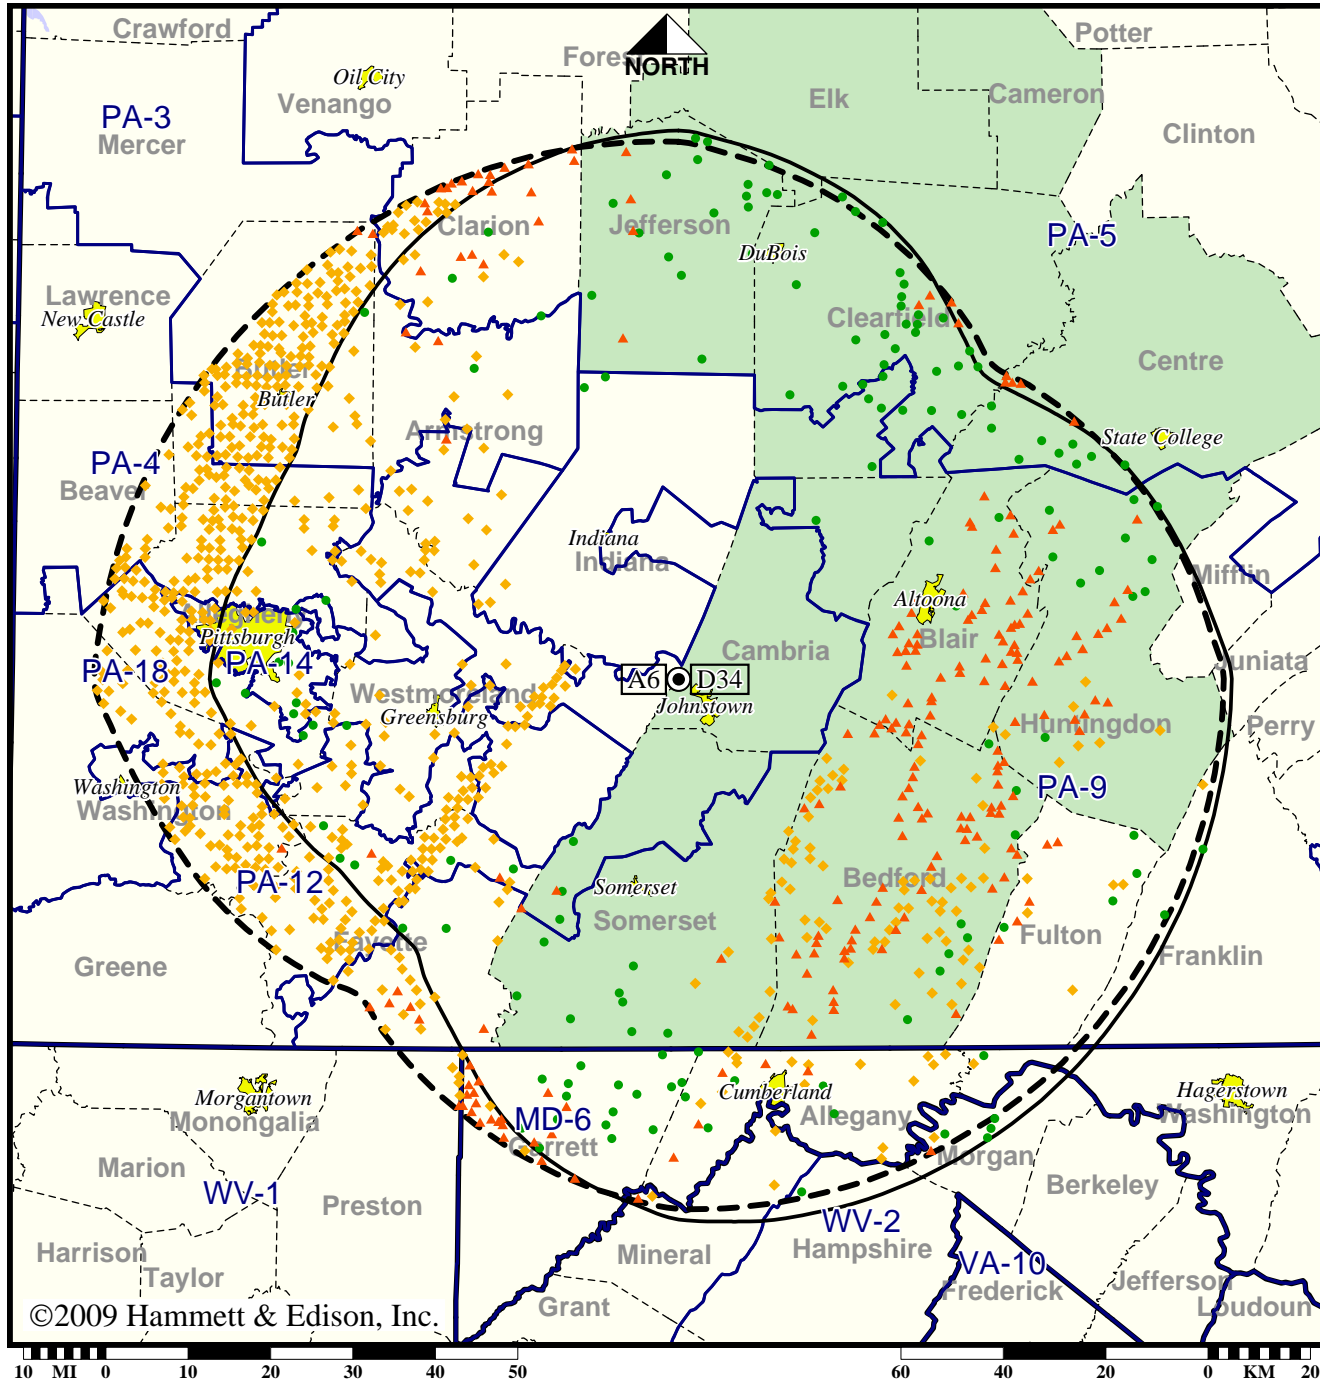 Crawford
Potter
Forest
NORTH
Oil City
Venango
Elk
Cameron
PA-3
Mercer
Clinton
Clarion
Jefferson
PA-5
DuBois
Lawrence
New Castle
Clearfield
Centre
Butler
Butler
Armstrong
State College
PA-4
Beaver
Indiana
Indiana
Mifflin
Altoona
Allegheny
Pittsburgh
Blair
Cambria
PA-18
PA-14
Juniata
A6
D34
Westmoreland
Greensburg
Johnstown
Huntingdon
Perry
Washington
Washington
PA-9
PA-12
Bedford
Somerset
Somerset
Fayette
Fulton
Greene
Franklin
Morgantown
Monongalia
MD-6
Garrett
Cumberland
Allegany
Hagerstown
Washington
Marion
Morgan
WV-1
Preston
Berkeley
WV-2
Hampshire
Harrison
Taylor
Mineral
VA-10
Frederick
Jefferson
Loudoun
Grant
©2009 Hammett & Edison, Inc.
10 MI 0 10 20 30 40 50
60 40 20 0 KM 20